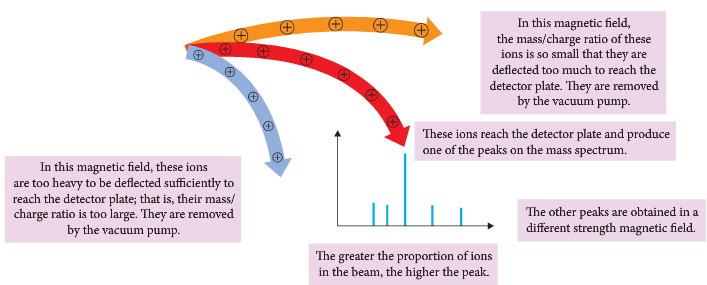 In this magnetic field,
the mass/charge ratio of these
ions is so small that they are
deflected too much to reach the
detector plate. They are removed
by the vacuum pump.
These ions reach the detector plate and produce
one of the peaks on the mass spectrum.
In this magnetic field, these ions
are too heavy to be deflected sufficiently to
reach the detector plate; that is, their mass/
charge ratio is too large. They are removed
by the vacuum pump.
The other peaks are obtained in a
different strength magnetic field.
The greater the proportion of ions
in the beam, the higher the peak.